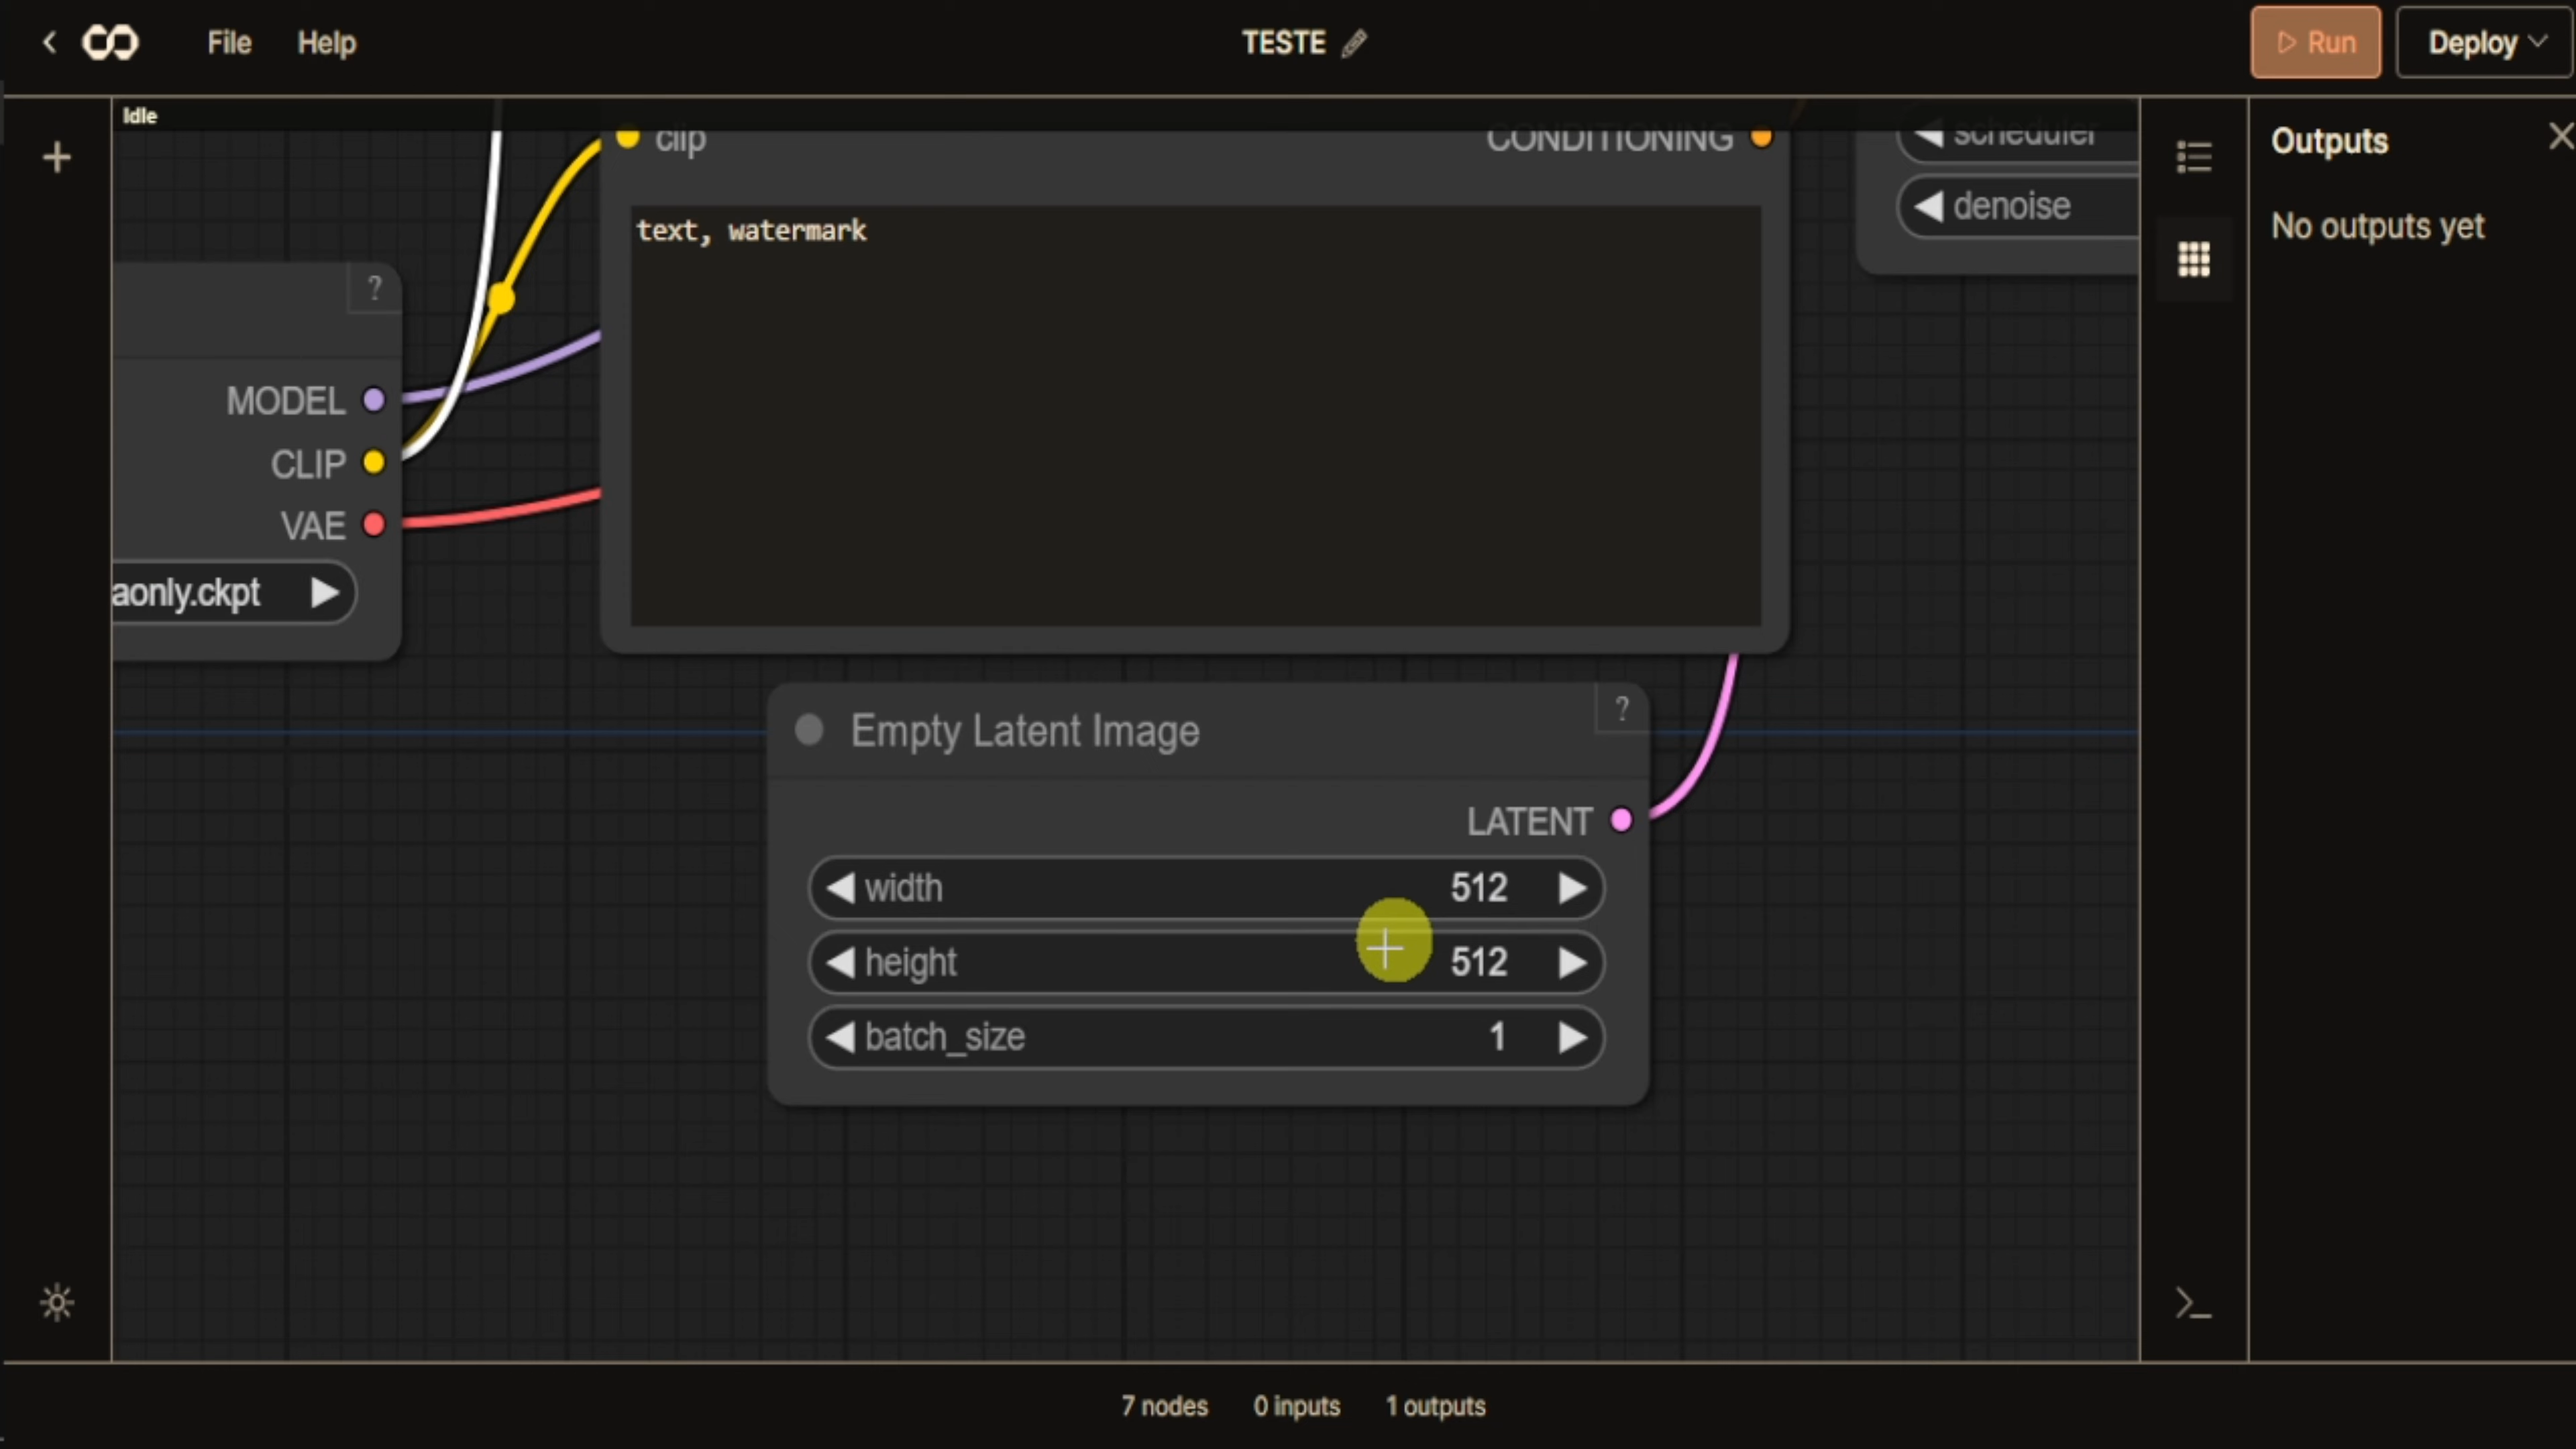 File Help
TESTE
Run
Deploy
Idle
clip
CONDITIONING
scheduler
denoise
Outputs
No outputs yet
text, watermark
?
MODEL
CLIP
VAE
aonly.ckpt
Empty Latent Image
?
LATENT
width 512
height 512
batch_size 1
7 nodes 0 inputs 1 outputs